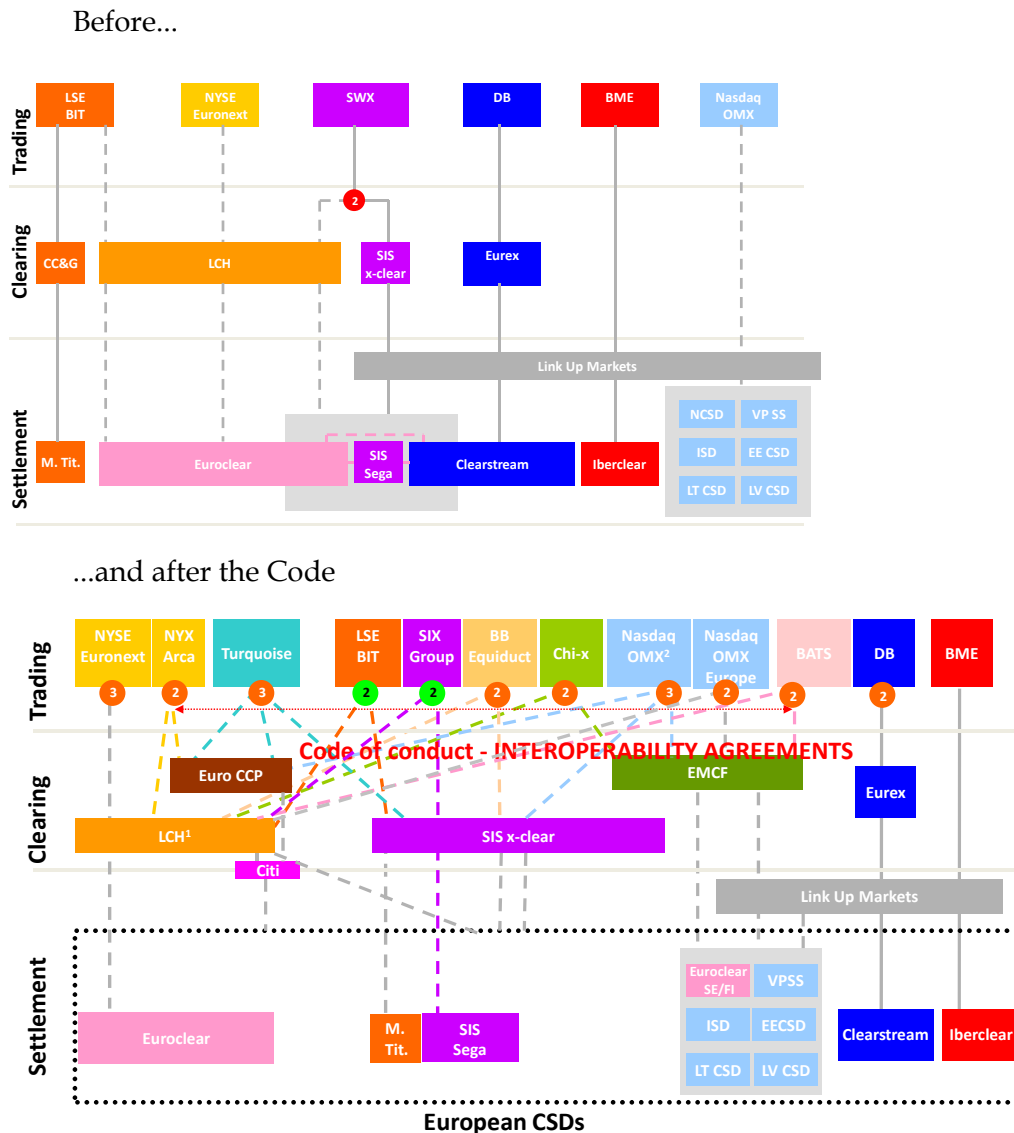 Before...
Trading
LSE
BIT
NYSE
Euronext
SWX
DB
BME
Nasdaq
OMX
2
Clearing
CC&G
LCH
SIS
x-clear
Eurex
Link Up Markets
Settlement
M. Tit.
Euroclear
SIS
Sega
Clearstream
Iberclear
NCSD
VP SS
ISD
EE CSD
LT CSD
LV CSD
...and after the Code
Trading
NYSE
Euronext
NYX
Arca
Turquoise
LSE
BIT
SIX
Group
BB
Equiduct
Chi-x
Nasdaq
OMX²
Nasdaq
OMX
Europe
BATS
DB
BME
3
2
3
2
2
2
2
3
2
2
2
Code of conduct - INTEROPERABILITY AGREEMENTS
Clearing
Euro CCP
EMCF
Eurex
LCH¹
SIS x-clear
Citi
Link Up Markets
Settlement
Euroclear
M.
Tit.
SIS
Sega
Euroclear
SE/FI
VPSS
ISD
EECSD
LT CSD
LV CSD
Clearstream
Iberclear
European CSDs